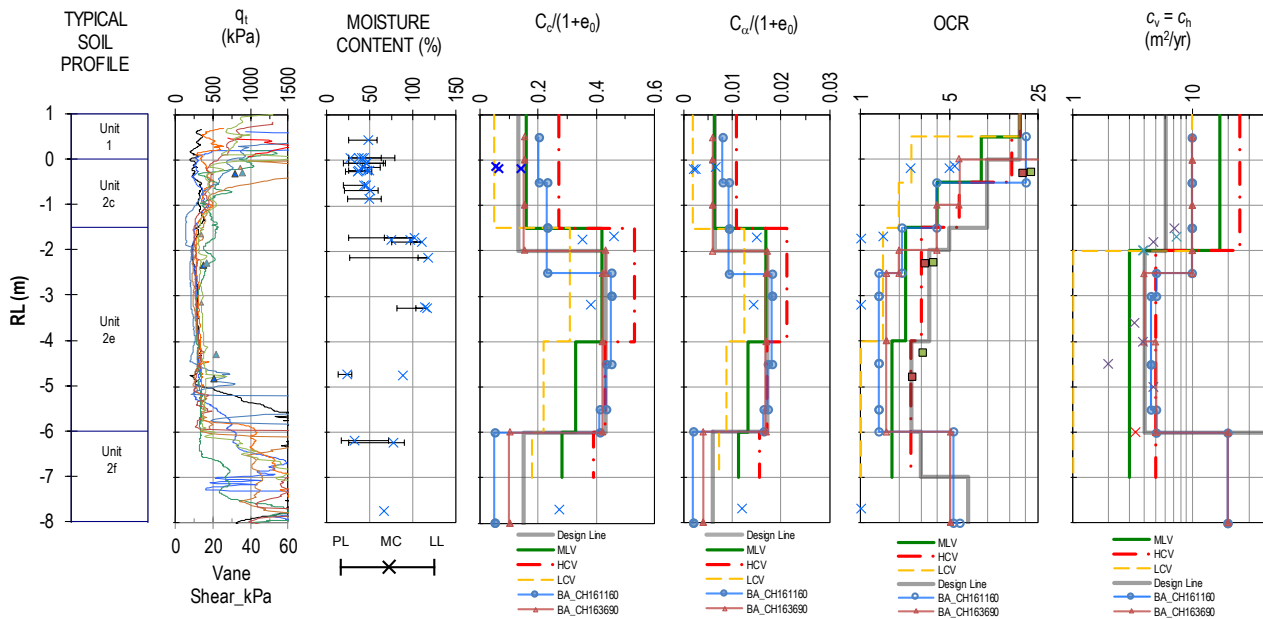 TYPICAL
SOIL
PROFILE
qt
(kPa)
MOISTURE
CONTENT (%)
Cc/(1+e0)
Cα/(1+e0)
OCR
cv = ch
(m²/yr)
0
500
1000
1500
0
50
100
150
0
0.2
0.4
0.6
0
0.01
0.02
0.03
1
5
25
1
10
RL (m)
1
0
-1
-2
-3
-4
-5
-6
-7
-8
Unit
1
Unit
2c
Unit
2e
Unit
2f
0
20
40
60
Vane
Shear_kPa
PL MC LL
Design Line
MLV
HCV
LCV
BA_CH161160
BA_CH163690
Design Line
MLV
HCV
LCV
BA_CH161160
BA_CH163690
MLV
HCV
LCV
Design Line
BA_CH161160
BA_CH163690
MLV
HCV
LCV
Design Line
BA_CH161160
BA_CH163690